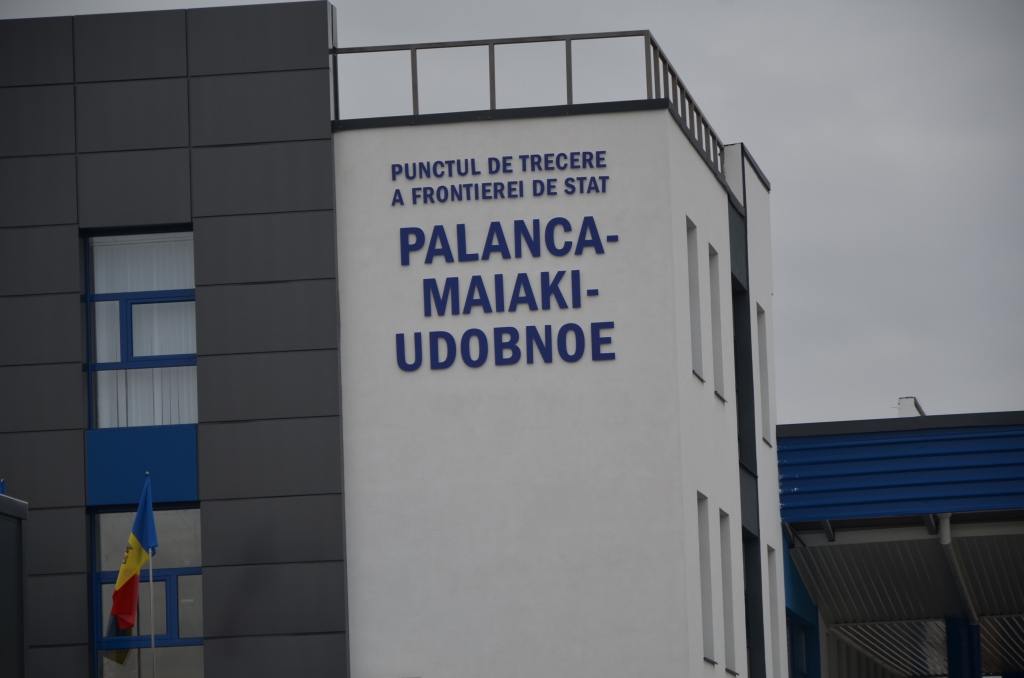 PUNCTUL DE TRECERE
A FRONTIEREI DE STAT
PALANCA-
MAIAKI-
UDOBNOE